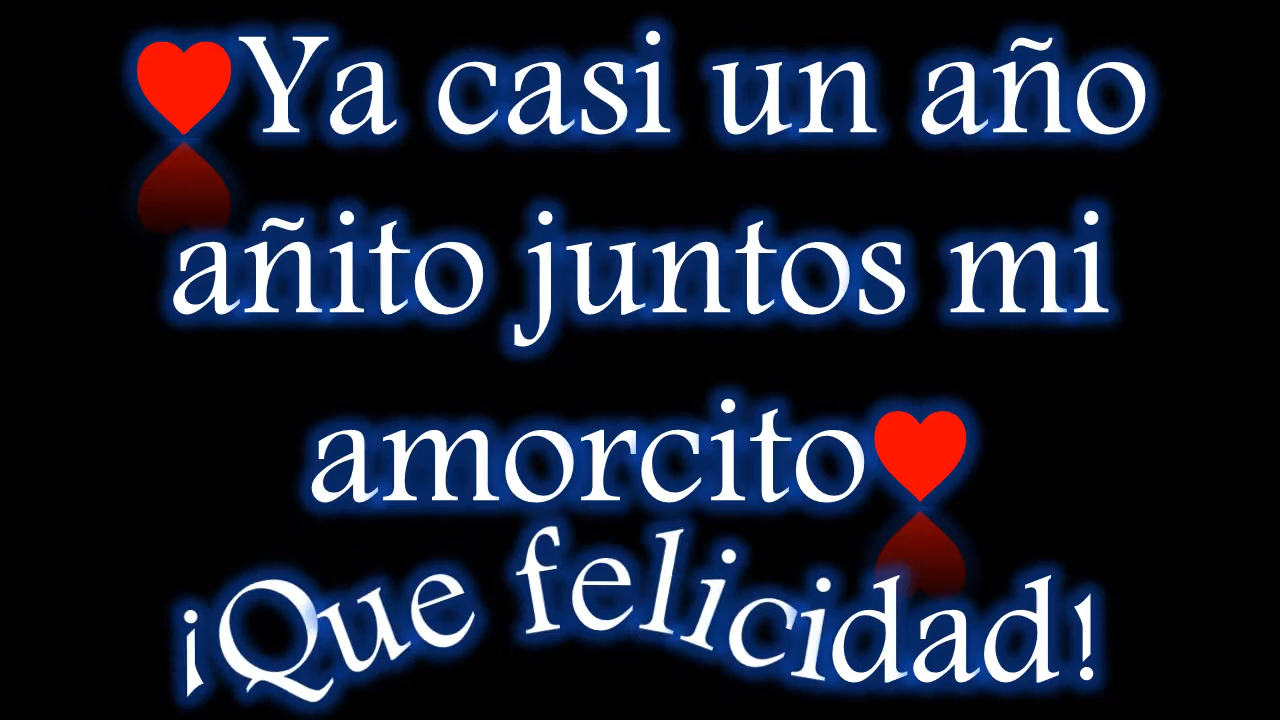 ♥Ya casi un año
añito juntos mi
amorcito♥
¡Que felicidad!